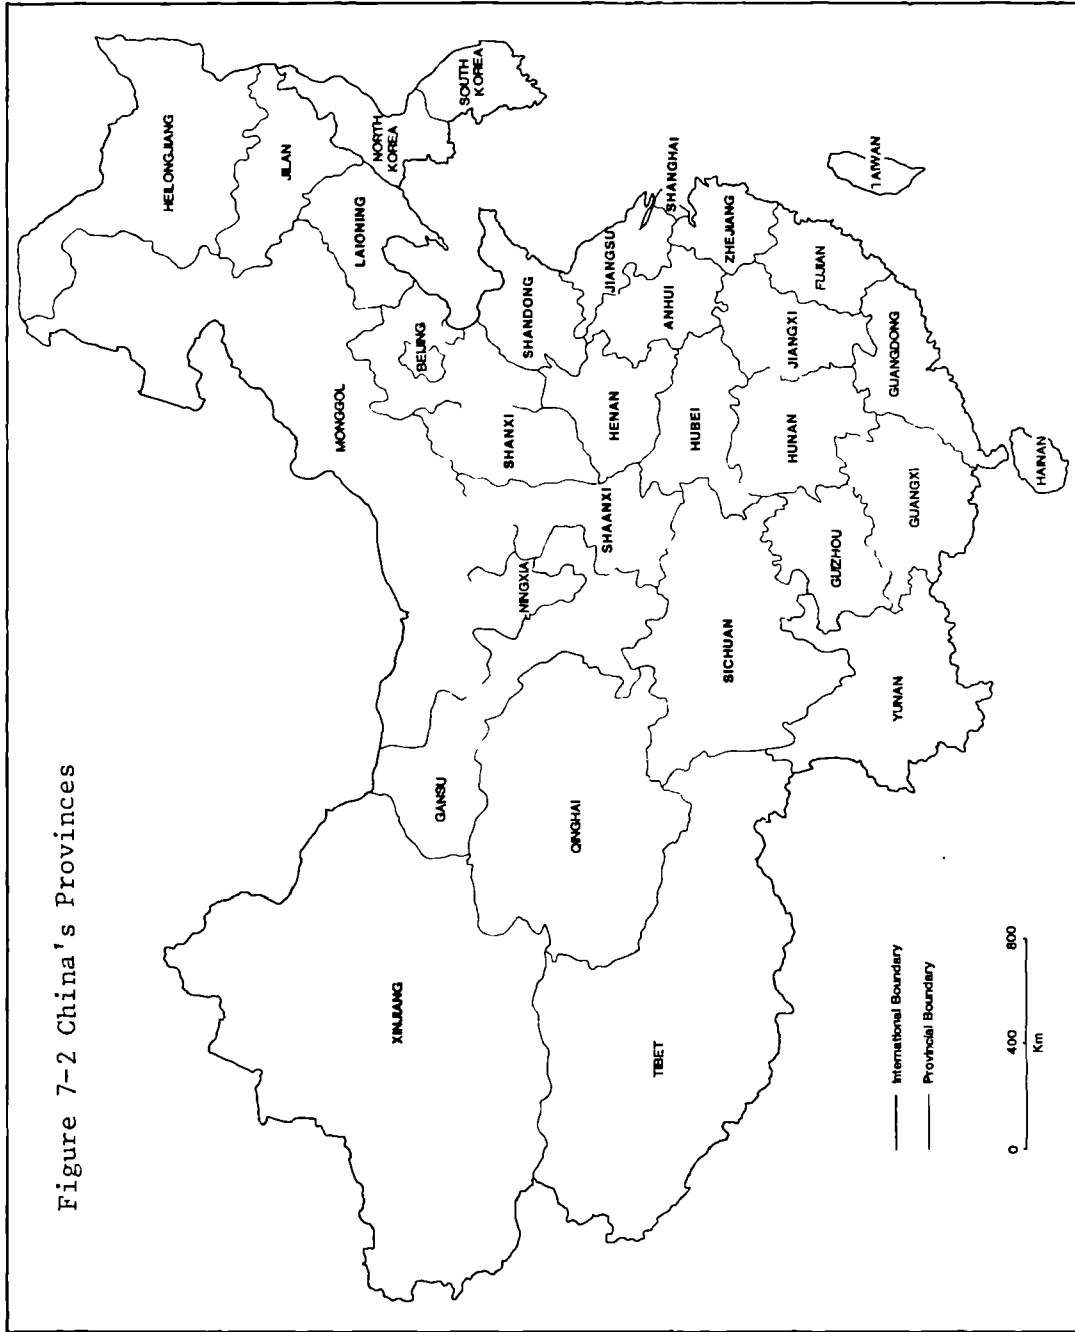 Figure 7-2 China's Provinces
HEILONGJIANG
JILAN
LAIONING
NORTH
KOREA
SOUTH
KOREA
MONGGOL
BEIJING
XINJIANG
GANSU
NINGXIA
SHANXI
SHANDONG
QINGHAI
SHAANXI
HENAN
JIANGSU
SHANGHAI
TIBET
SICHUAN
HUBEI
ANHUI
ZHEJIANG
GUIZHOU
HUNAN
JIANGXI
FUJIAN
TAIWAN
YUNAN
GUANGXI
GUANGDONG
HAINAN
International Boundary
Provincial Boundary
0 400 800
Km